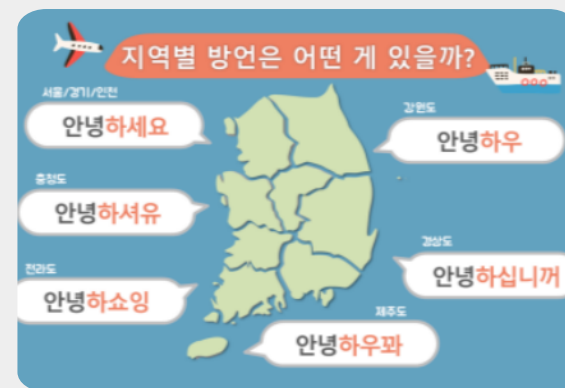 지역별 방언은 어떤 게 있을까?
서울/경기/인천
안녕하세요
강원도
안녕하우
충청도
안녕하셔유
경상도
안녕하십니꺼
전라도
안녕하쇼잉
제주도
안녕하우꽈